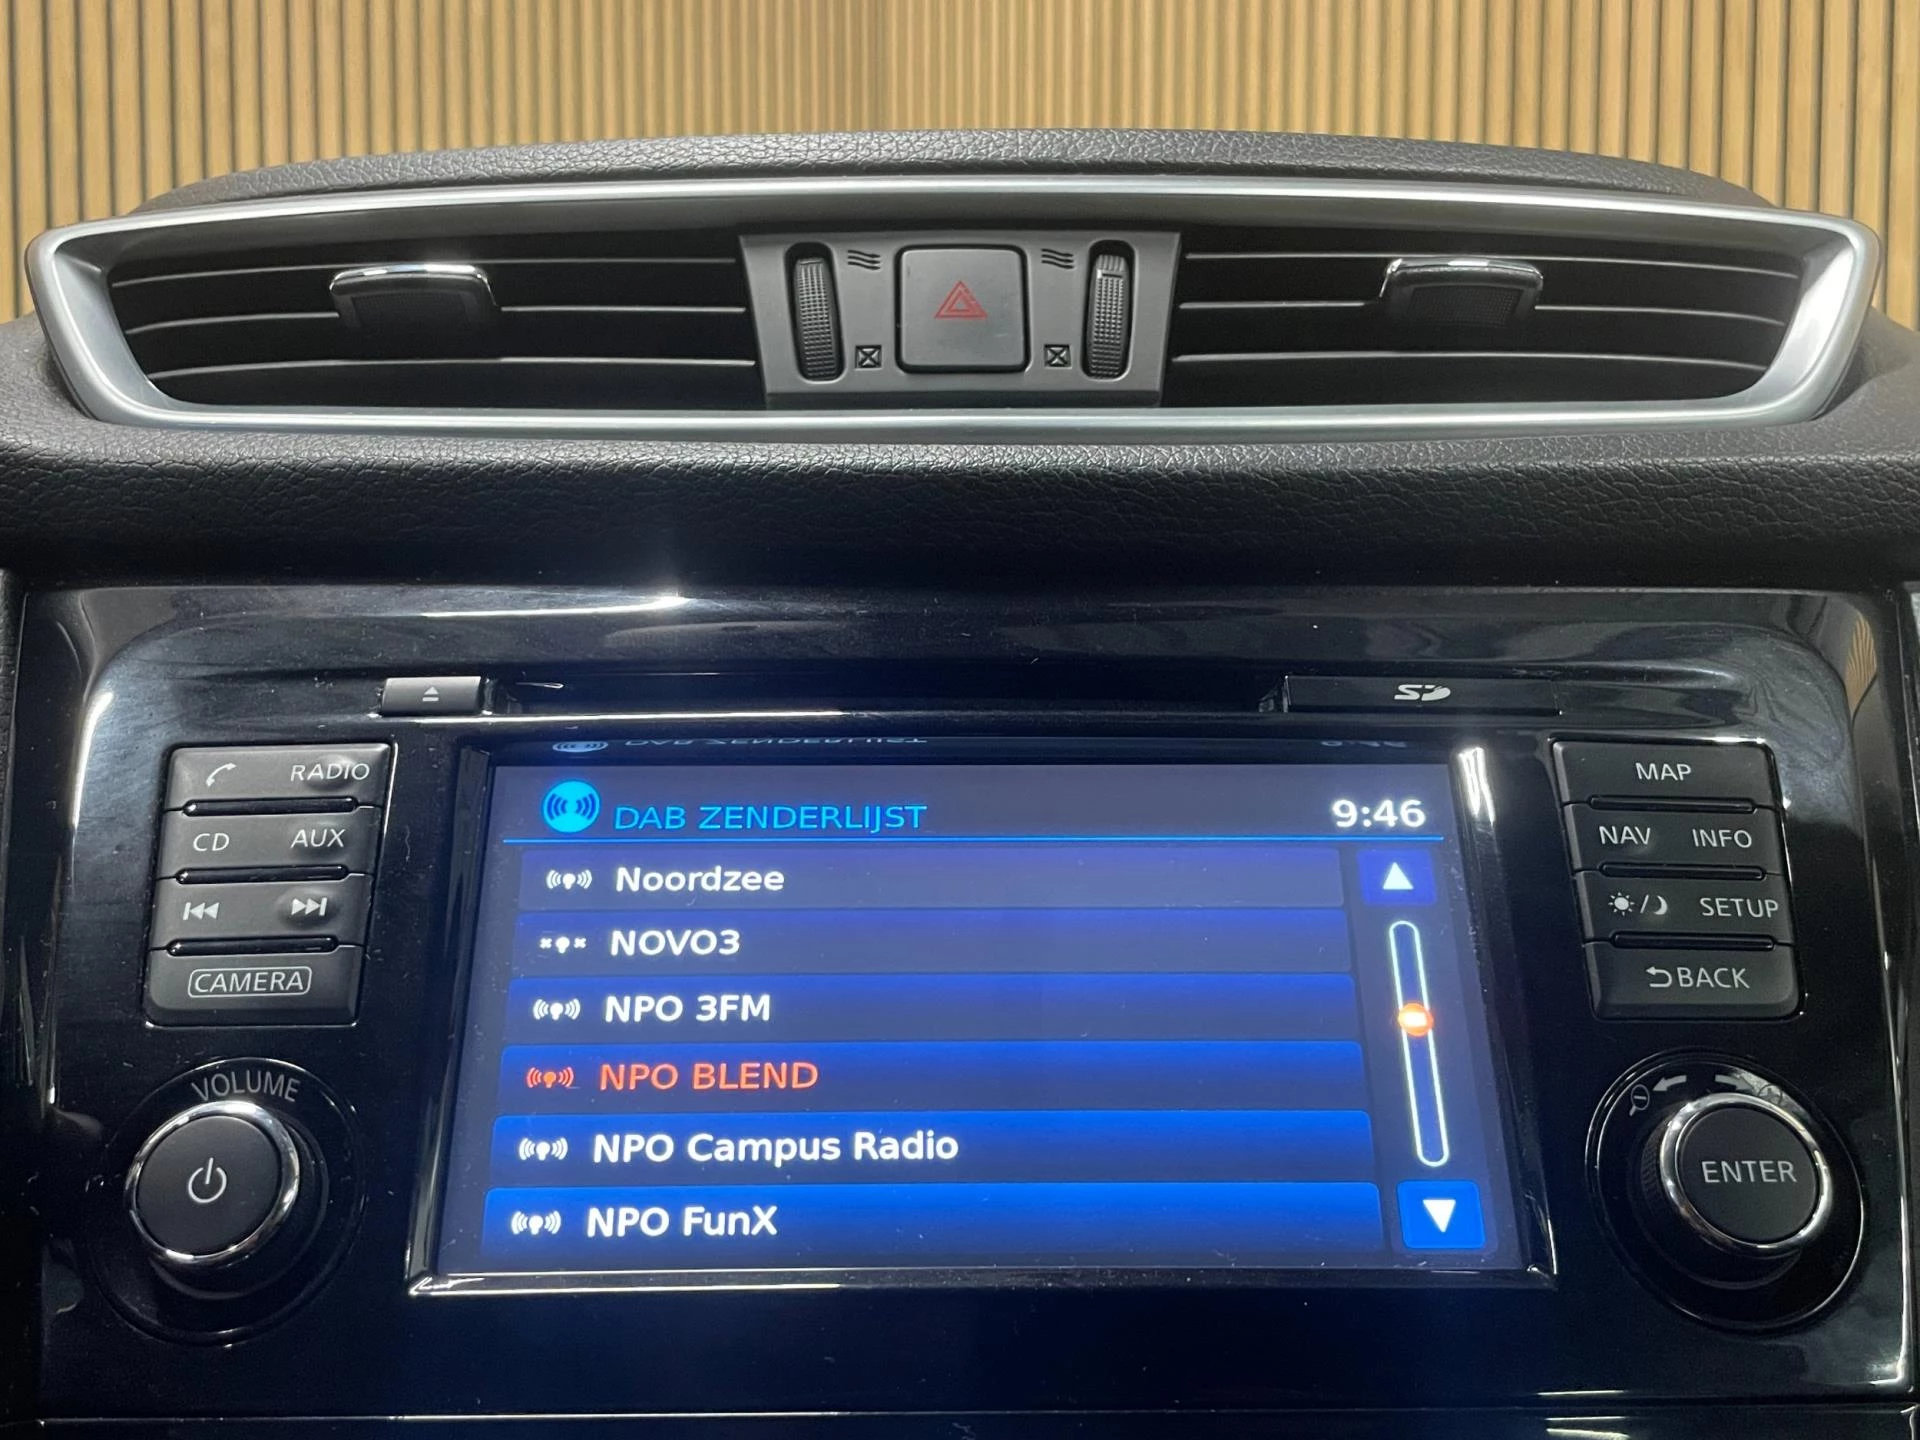 SD
RADIO
CD AUX
CAMERA
VOLUME
DAB ZENDERLIJST 9:46
Noordzee
NOVO3
NPO 3FM
NPO BLEND
NPO Campus Radio
NPO FunX
MAP
NAV INFO
SETUP
BACK
ENTER